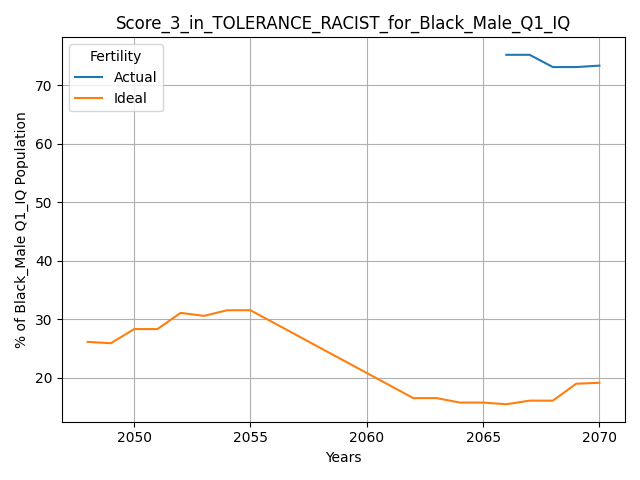 Score_3_in_TOLERANCE_RACIST_for_Black_Male_Q1_IQ
Fertility
Actual
Ideal
% of Black_Male Q1_IQ Population
70
60
50
40
30
20
2050
2055
2060
2065
2070
Years